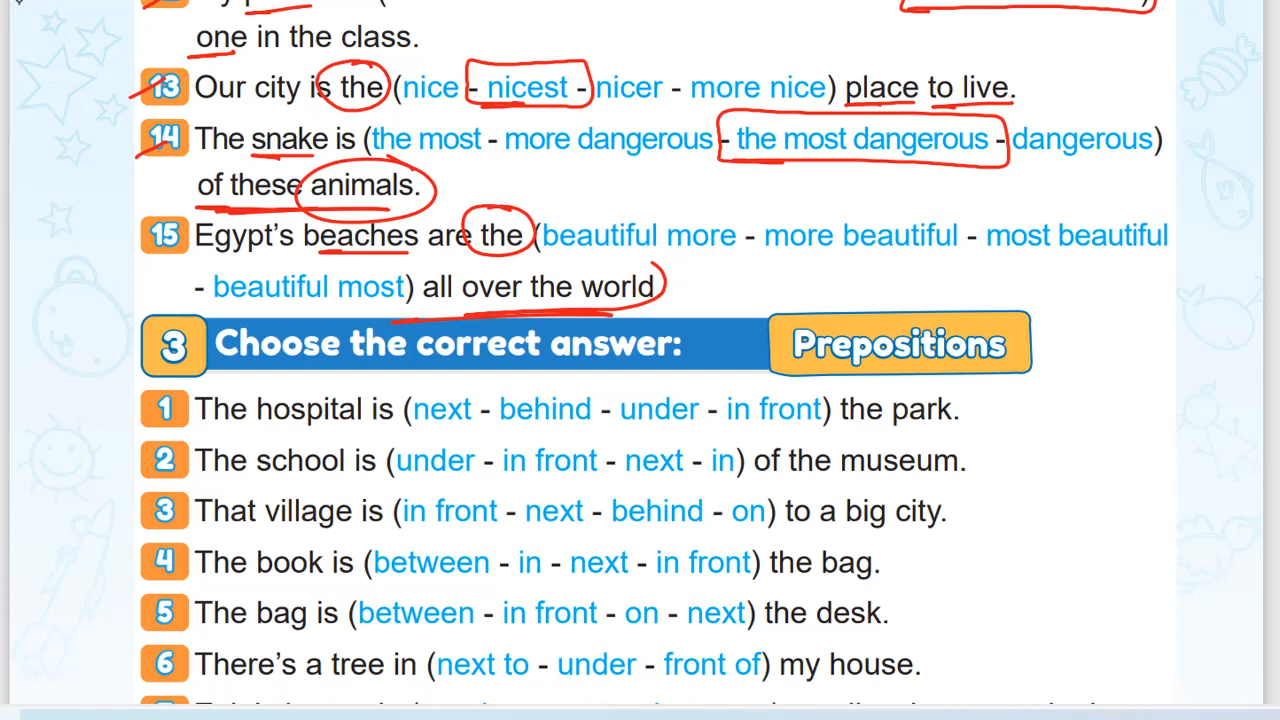 one in the class.
13 Our city is the (nice - nicest - nicer - more nice) place to live.
14 The snake is (the most - more dangerous - the most dangerous - dangerous)
of these animals.
15 Egypt's beaches are the (beautiful more - more beautiful - most beautiful
- beautiful most) all over the world
3 Choose the correct answer: Prepositions
1 The hospital is (next - behind - under - in front) the park.
2 The school is (under - in front - next - in) of the museum.
3 That village is (in front - next - behind - on) to a big city.
4 The book is (between - in - next - in front) the bag.
5 The bag is (between - in front - on - next) the desk.
6 There's a tree in (next to - under - front of) my house.